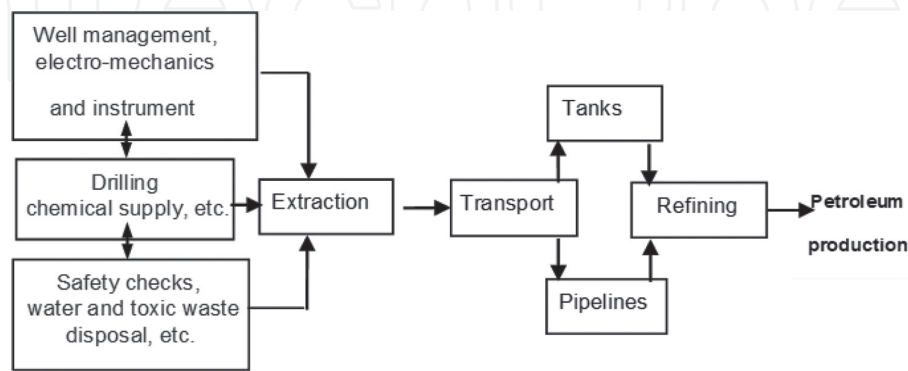 Well management,
electro-mechanics
and instrument
Drilling
chemical supply, etc.
Safety checks,
water and toxic waste
disposal, etc.
Extraction
Transport
Tanks
Pipelines
Refining
Petroleum
production